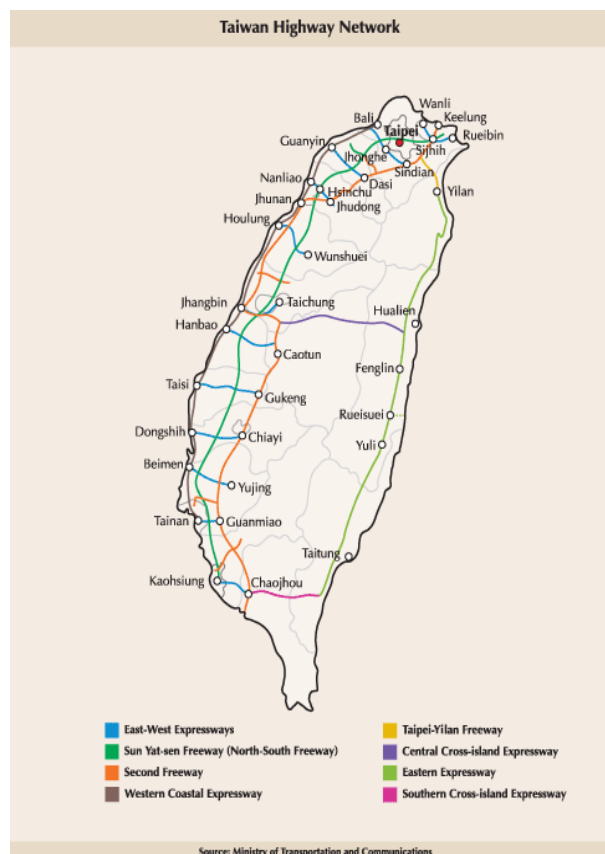 Taiwan Highway Network
Wanli
Bali
Keelung
Taipei
Rueibin
Guanyin
Sijhih
Jhonghe
Sindian
Dasi
Nanliao
Yilan
Hsinchu
Jhunan
Jhudong
Houlung
Wunshuei
Jhangbin
Taichung
Hualien
Hanbao
Caotun
Fenglin
Taisi
Gukeng
Rueisuei
Dongshih
Chiayi
Yuli
Beimen
Yujing
Tainan
Guanmiao
Taitung
Kaohsiung
Chaojhou
East-West Expressways
Sun Yat-sen Freeway (North-South Freeway)
Second Freeway
Western Coastal Expressway
Taipei-Yilan Freeway
Central Cross-island Expressway
Eastern Expressway
Southern Cross-island Expressway
Source: Ministry of Transportation and Communications